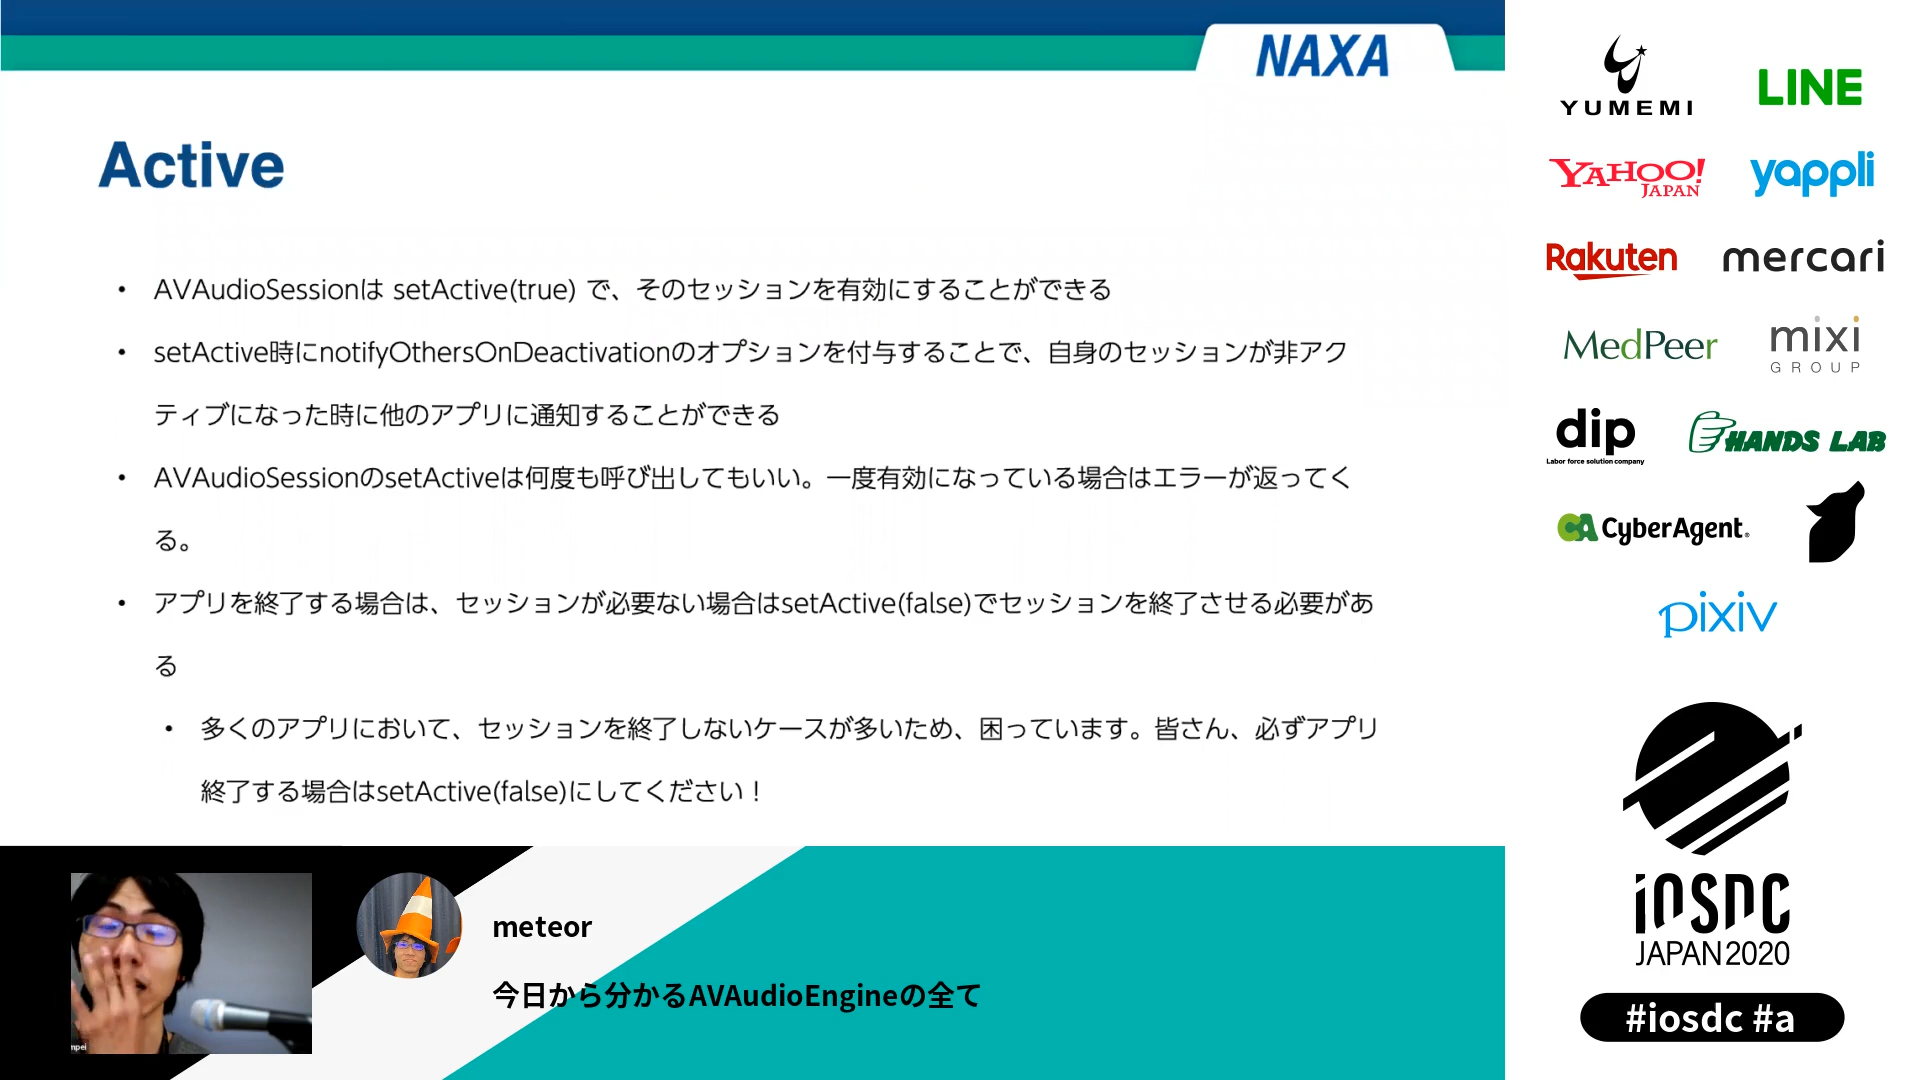 NAXA
Active
• AVAudioSessionは setActive(true) で、そのセッションを有効にすることができる
• setActive時にnotifyOthersOnDeactivationのオプションを付与することで、自身のセッションが非アク
ティブになった時に他のアプリに通知することができる
• AVAudioSessionのsetActiveは何度も呼び出してもいい。一度有効になっている場合はエラーが返ってく
る。
• アプリを終了する場合は、セッションが必要ない場合はsetActive(false)でセッションを終了させる必要があ
る
• 多くのアプリにおいて、セッションを終了しないケースが多いため、困っています。皆さん、必ずアプリ
終了する場合はsetActive(false)にしてください！
mpei
meteor
今日から分かるAVAudioEngineの全て
YUMEMI
LINE
YAHOO!
JAPAN
yappli
Rakuten
mercari
MedPeer
mixi
GROUP
dip
Labor force solution company
HANDS LAB
CA CyberAgent®
pixiv
iOSDC
JAPAN 2020
#iosdc #a